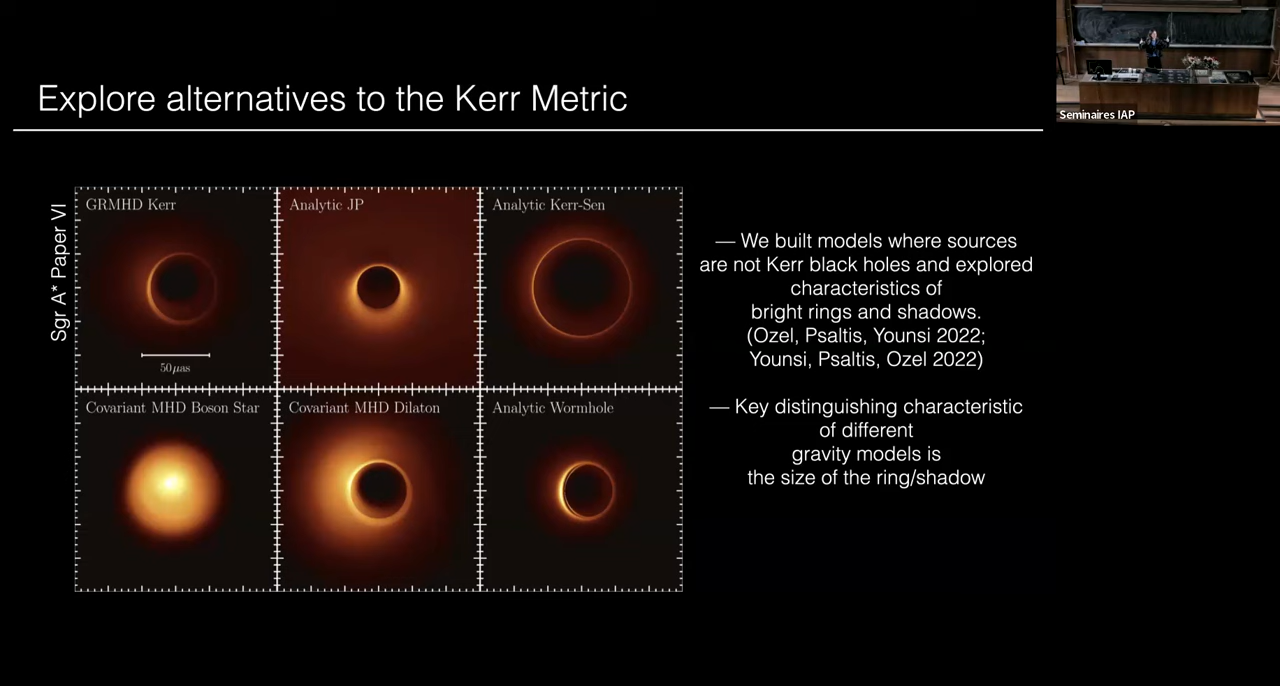 Explore alternatives to the Kerr Metric
Seminaires IAP
Sgr A* Paper VI
GRMHD Kerr
Analytic JP
Analytic Kerr-Sen
50 μas
Covariant MHD Boson Star
Covariant MHD Dilaton
Analytic Wormhole
— We built models where sources
are not Kerr black holes and explored
characteristics of
bright rings and shadows.
(Ozel, Psaltis, Younsi 2022;
Younsi, Psaltis, Ozel 2022)
— Key distinguishing characteristic
of different
gravity models is
the size of the ring/shadow